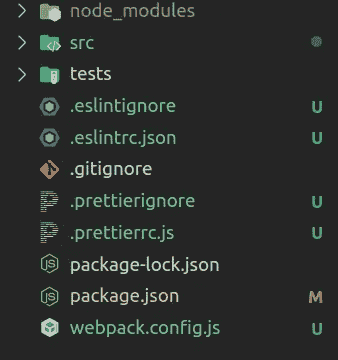 node_modules
src
tests
.eslintignore U
.eslintrc.json U
.gitignore
.prettierignore U
.prettierrc.js U
package-lock.json
package.json M
webpack.config.js U